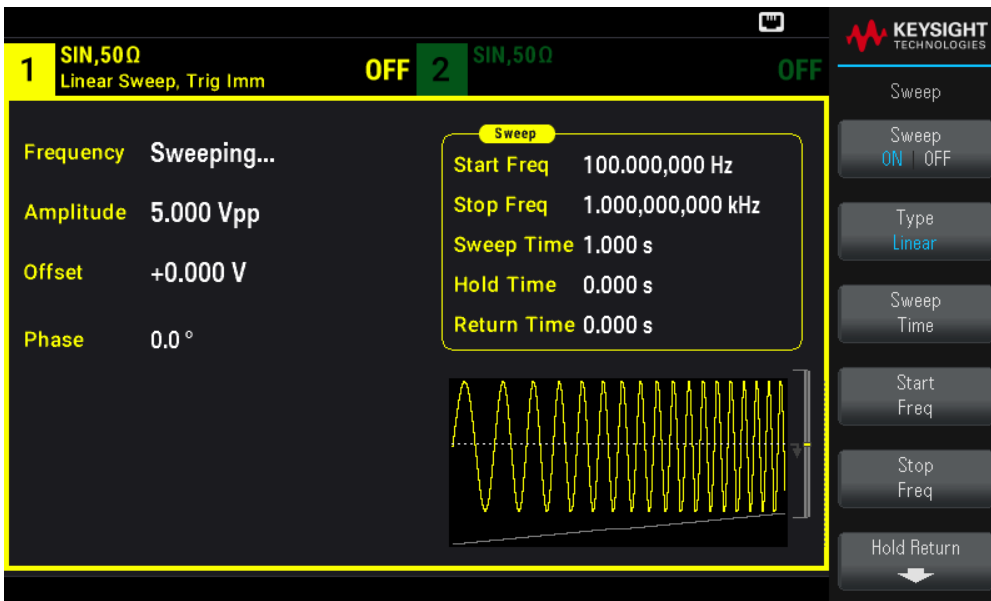 1
SIN,50Ω
Linear Sweep, Trig Imm
OFF
2
SIN,50Ω
OFF
Frequency Sweeping...
Amplitude 5.000 Vpp
Offset +0.000 V
Phase 0.0 °
Sweep
Start Freq 100.000,000 Hz
Stop Freq 1.000,000,000 kHz
Sweep Time 1.000 s
Hold Time 0.000 s
Return Time 0.000 s
KEYSIGHT
TECHNOLOGIES
Sweep
Sweep
ON | OFF
Type
Linear
Sweep
Time
Start
Freq
Stop
Freq
Hold Return